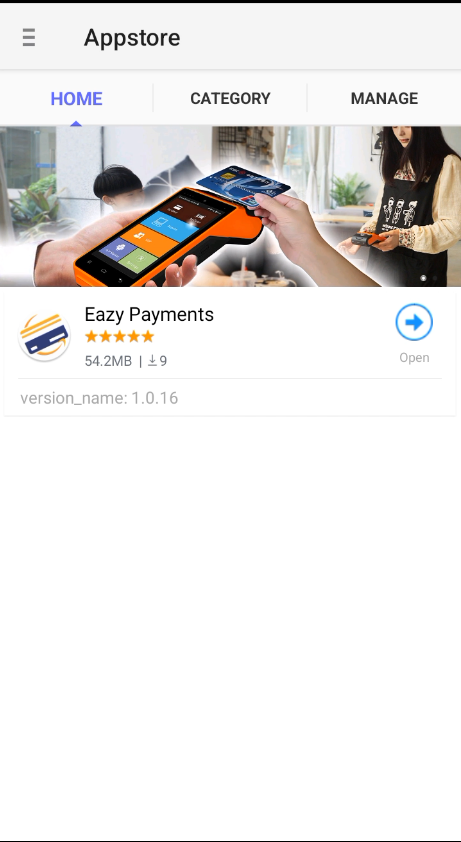 Appstore
HOME
CATEGORY
MANAGE
Eazy Payments
54.2MB | 9
Open
version_name: 1.0.16